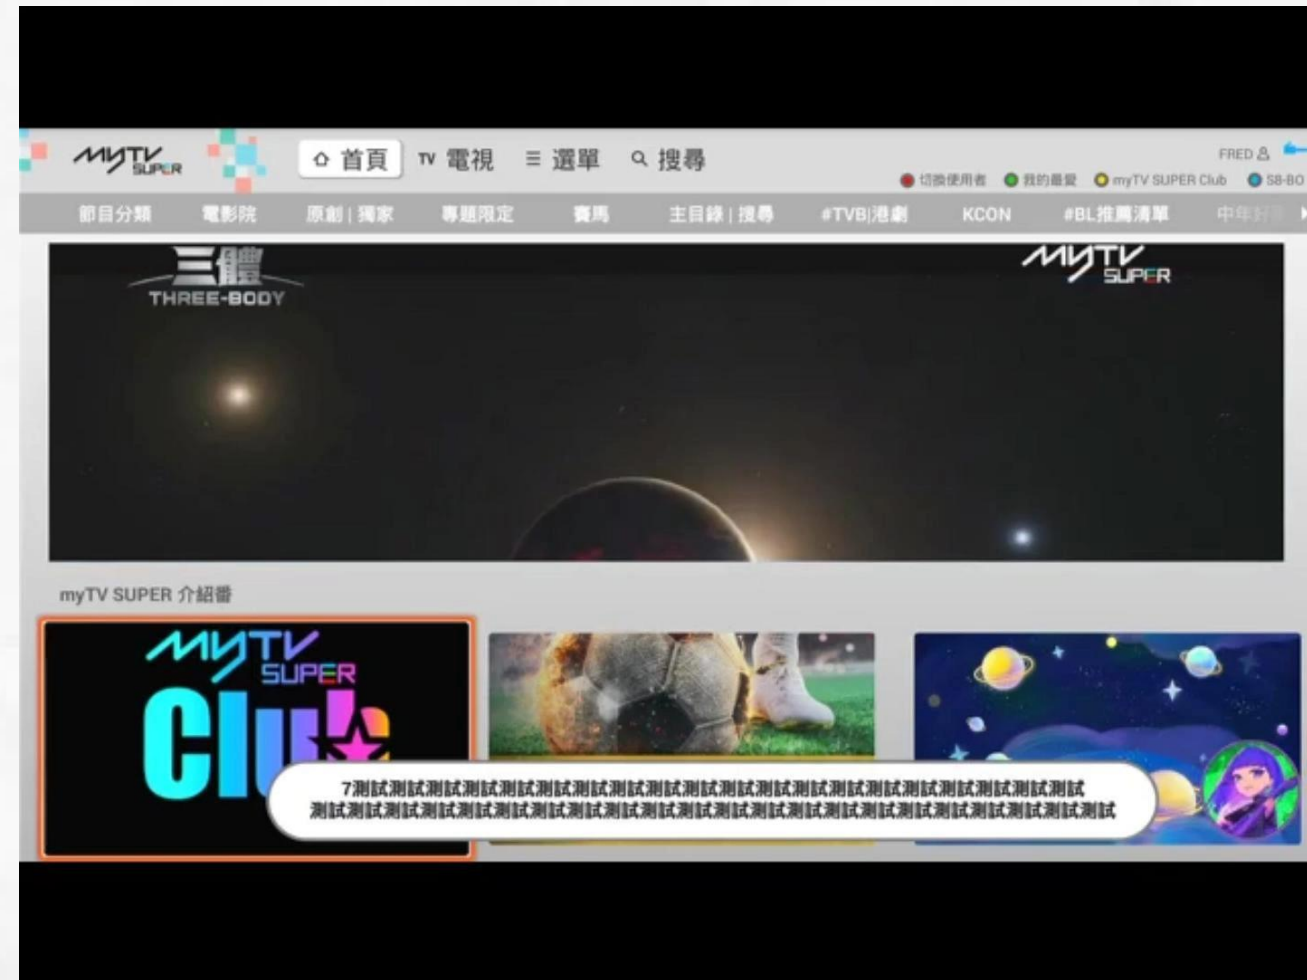 myTV SUPER
首頁
TV 電視
選單
搜尋
FRED
切換使用者
我的最愛
myTV SUPER Club
S8-BO
節目分類
電影院
原創 | 獨家
專題限定
賽馬
主目錄 | 搜尋
#TVB|港劇
KCON
#BL推薦清單
三體
THREE-BODY
myTV SUPER
myTV SUPER 介紹番
myTV SUPER
Club
7測試測試測試測試測試測試測試測試測試測試測試測試測試測試測試測試測試測試測試測試
測試測試測試測試測試測試測試測試測試測試測試測試測試測試測試測試測試測試測試測試測試測試